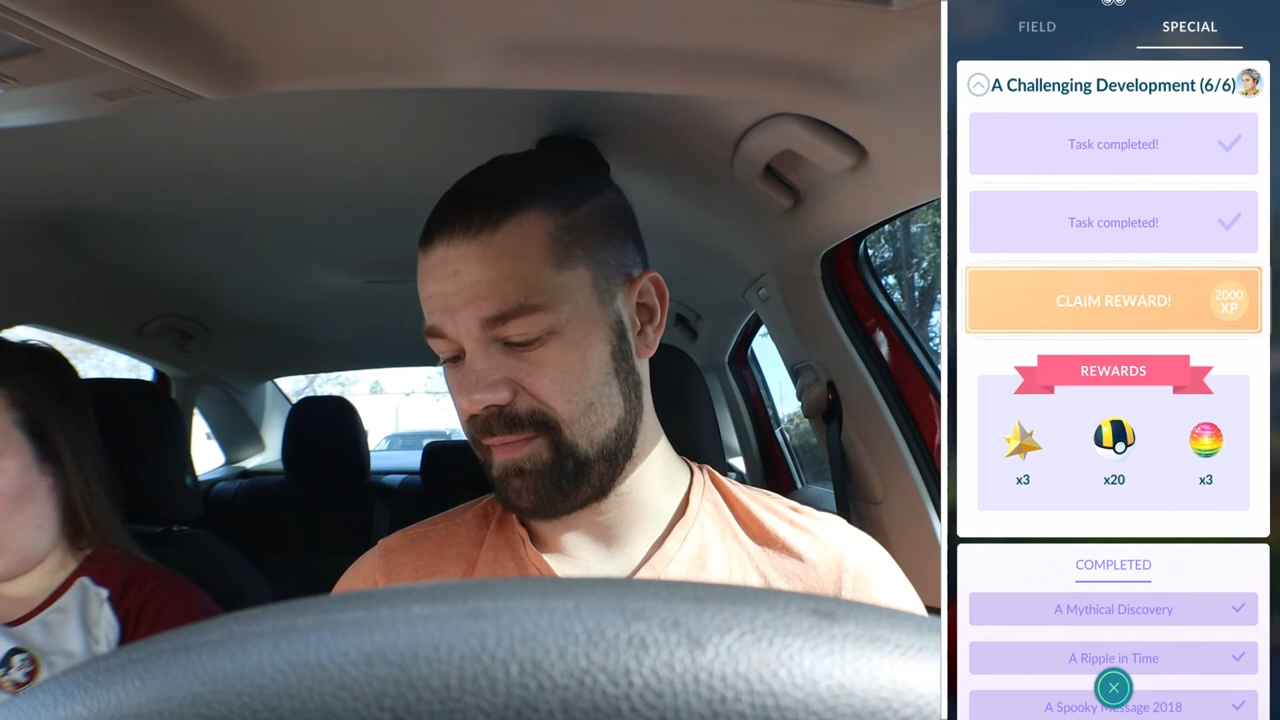 FIELD
SPECIAL
A Challenging Development (6/6)
Task completed!
Task completed!
CLAIM REWARD!
2000
XP
REWARDS
x3
x20
x3
COMPLETED
A Mythical Discovery
A Ripple in Time
A Spooky Message 2018